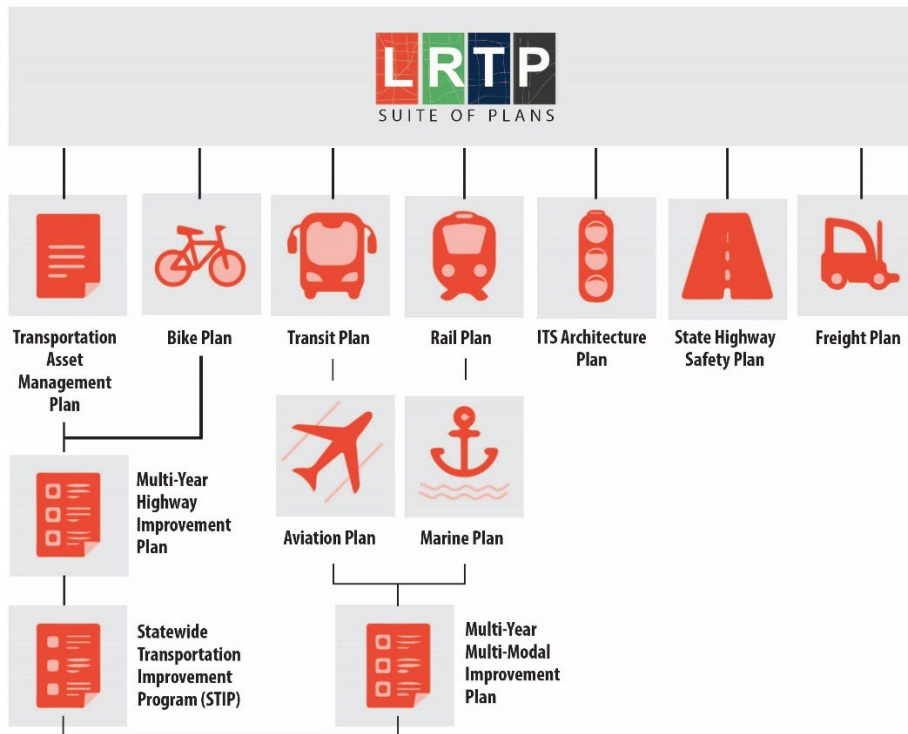 LRTP
SUITE OF PLANS
Transportation
Asset
Management
Plan
Bike Plan
Transit Plan
Rail Plan
ITS Architecture
Plan
State Highway
Safety Plan
Freight Plan
Multi-Year
Highway
Improvement
Plan
Aviation Plan
Marine Plan
Statewide
Transportation
Improvement
Program (STIP)
Multi-Year
Multi-Modal
Improvement
Plan